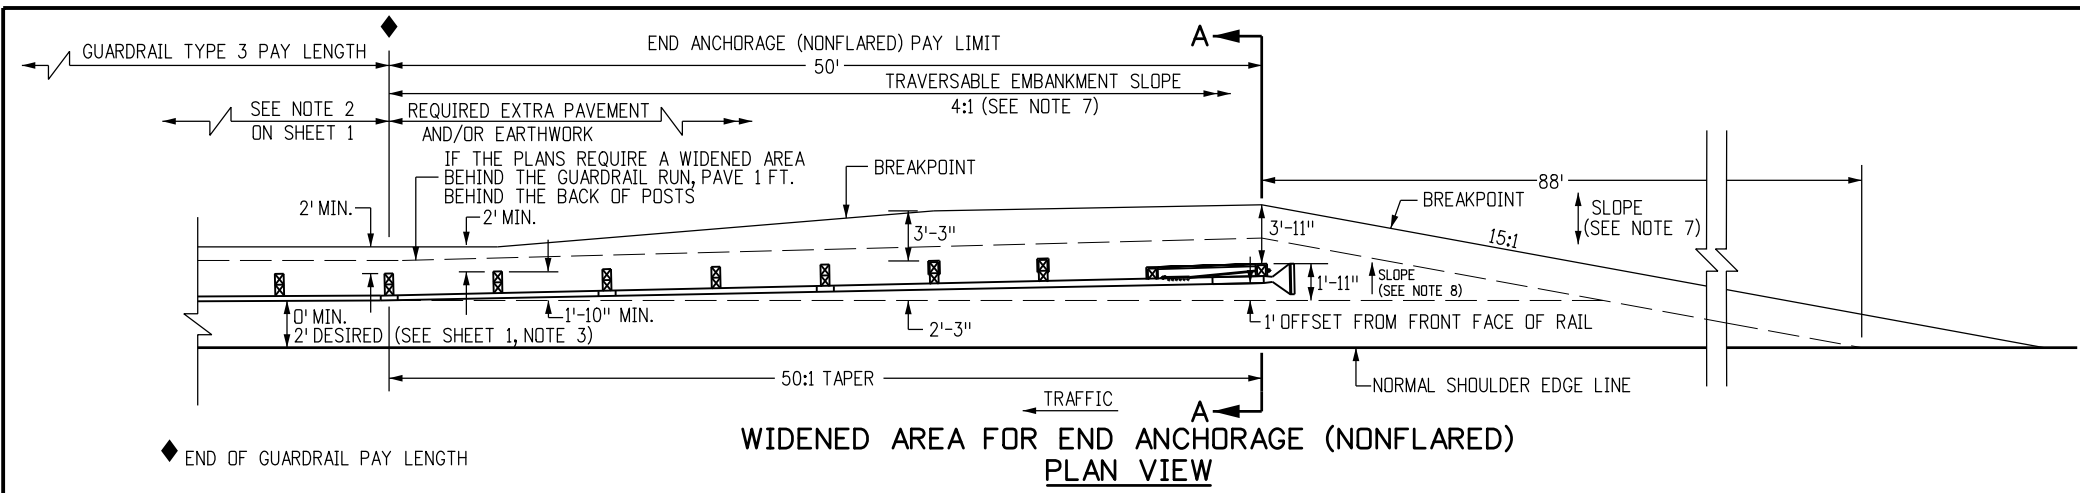 GUARDRAIL TYPE 3 PAY LENGTH
END ANCHORAGE (NONFLARED) PAY LIMIT
50'
A
TRAVERSABLE EMBANKMENT SLOPE
4:1 (SEE NOTE 7)
SEE NOTE 2
ON SHEET 1
REQUIRED EXTRA PAVEMENT
AND/OR EARTHWORK
IF THE PLANS REQUIRE A WIDENED AREA
BEHIND THE GUARDRAIL RUN, PAVE 1 FT.
BEHIND THE BACK OF POSTS
BREAKPOINT
88'
BREAKPOINT
SLOPE
(SEE NOTE 7)
2' MIN.
2' MIN.
3'-3"
3'-11"
15:1
1'-11"
SLOPE
(SEE NOTE 8)
0' MIN.
2' DESIRED (SEE SHEET 1, NOTE 3)
1'-10" MIN.
2'-3"
1' OFFSET FROM FRONT FACE OF RAIL
50:1 TAPER
NORMAL SHOULDER EDGE LINE
TRAFFIC
A
WIDENED AREA FOR END ANCHORAGE (NONFLARED)
PLAN VIEW
END OF GUARDRAIL PAY LENGTH